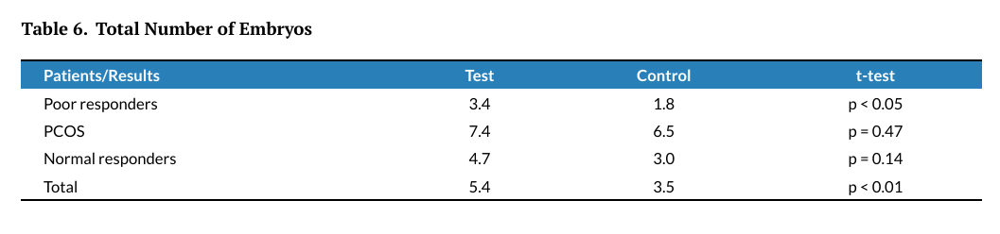 Table 6. Total Number of Embryos
Patients/Results Test Control t-test
Poor responders 3.4 1.8 p < 0.05
PCOS 7.4 6.5 p = 0.47
Normal responders 4.7 3.0 p = 0.14
Total 5.4 3.5 p < 0.01